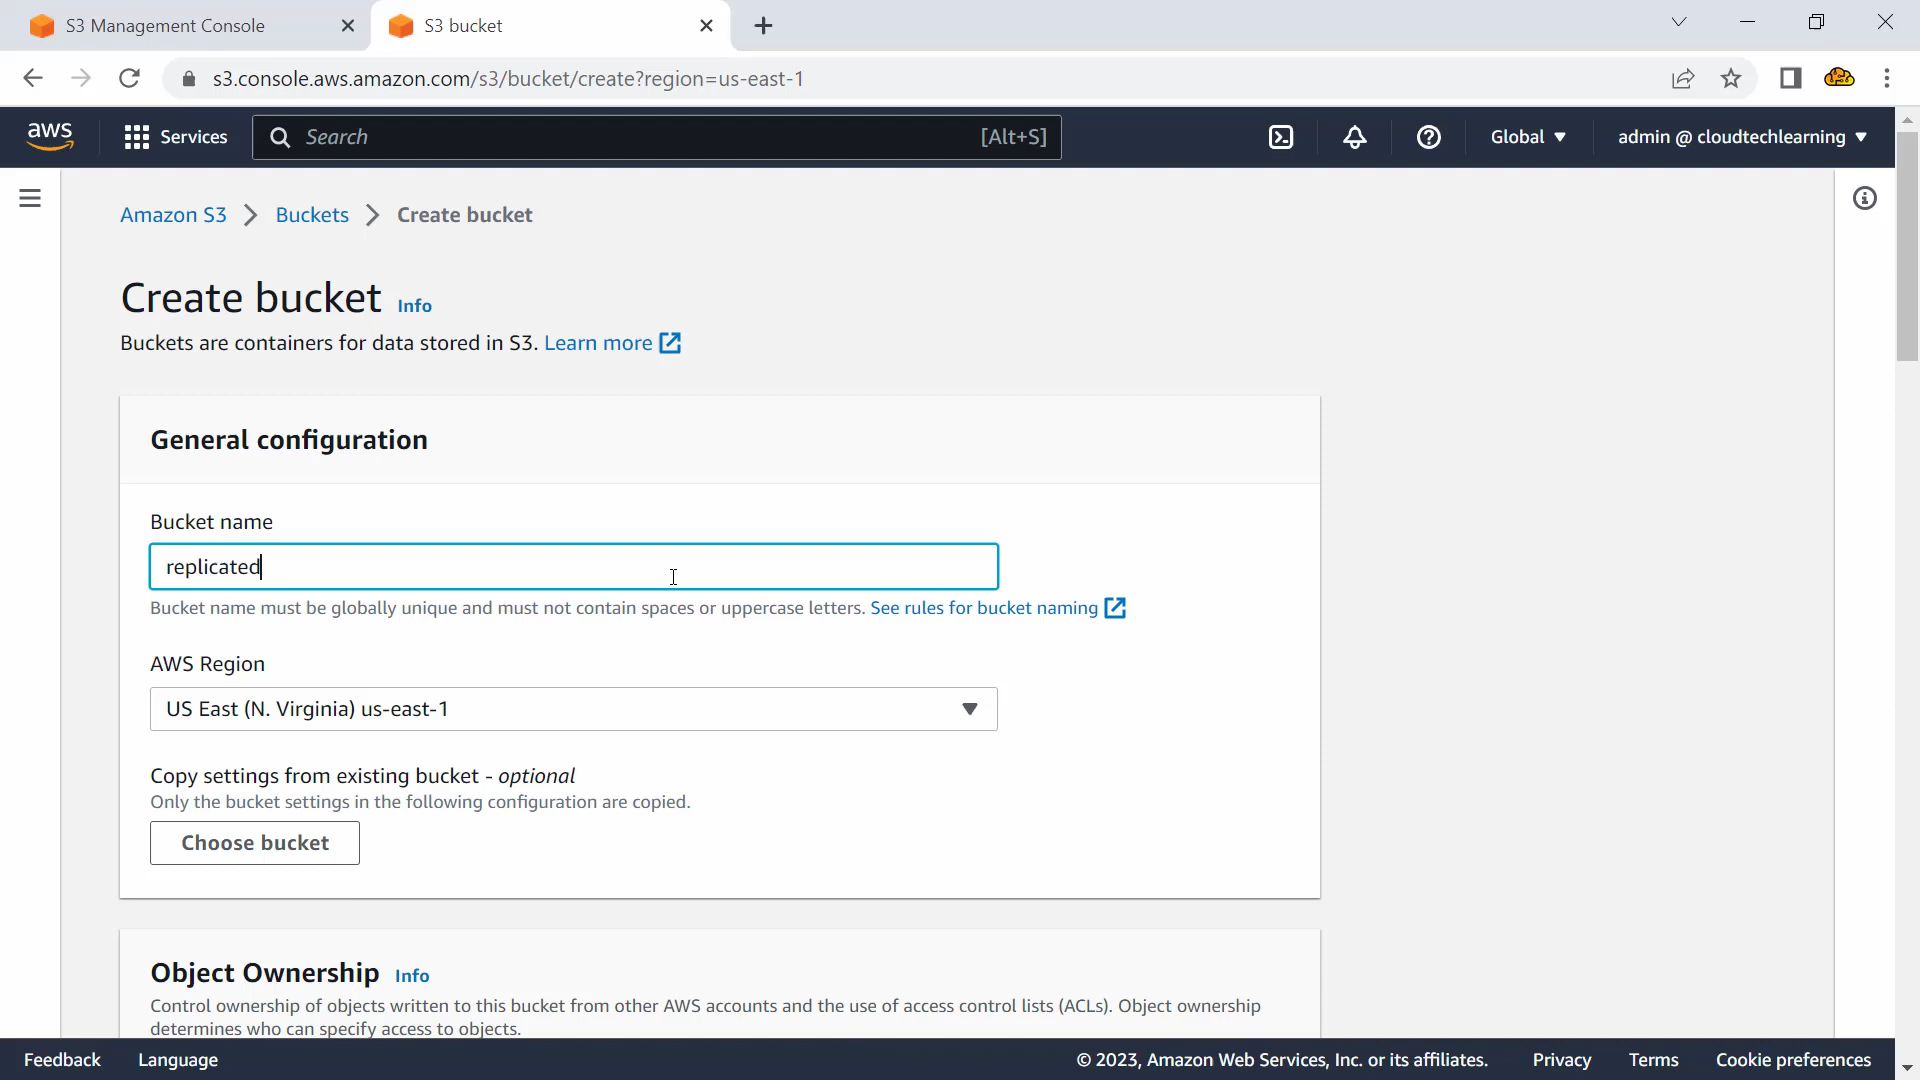 S3 Management Console
S3 bucket
s3.console.aws.amazon.com/s3/bucket/create?region=us-east-1
aws
Services
Search
[Alt+S]
Global
admin @ cloudtechlearning
Amazon S3 > Buckets > Create bucket
Create bucket Info
Buckets are containers for data stored in S3. Learn more
General configuration
Bucket name
replicated
Bucket name must be globally unique and must not contain spaces or uppercase letters. See rules for bucket naming
AWS Region
US East (N. Virginia) us-east-1
Copy settings from existing bucket - optional
Only the bucket settings in the following configuration are copied.
Choose bucket
Object Ownership Info
Control ownership of objects written to this bucket from other AWS accounts and the use of access control lists (ACLs). Object ownership
determines who can specify access to objects.
Feedback
Language
© 2023, Amazon Web Services, Inc. or its affiliates.
Privacy
Terms
Cookie preferences